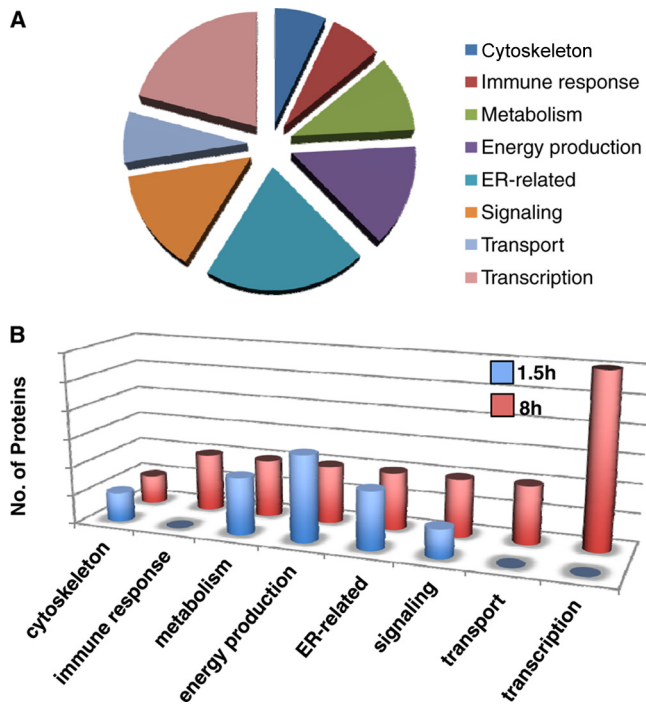 A
Cytoskeleton
Immune response
Metabolism
Energy production
ER-related
Signaling
Transport
Transcription
B
No. of Proteins
1.5h
8h
cytoskeleton
immune response
metabolism
energy production
ER-related
signaling
transport
transcription